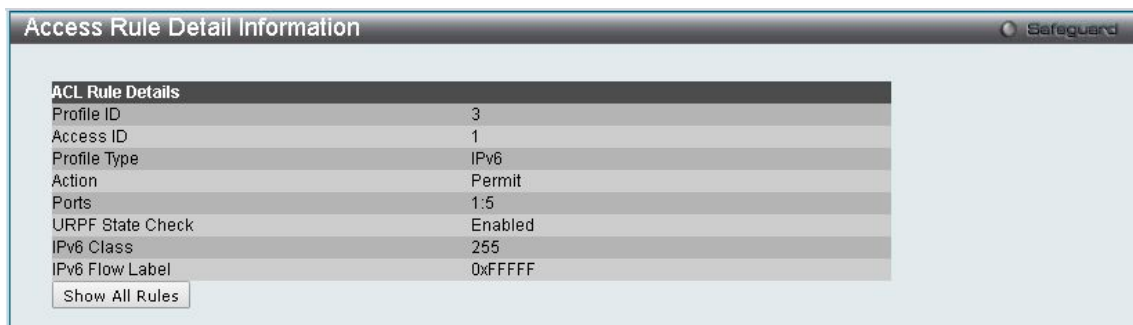 Access Rule Detail Information
Safeguard
ACL Rule Details
Profile ID 3
Access ID 1
Profile Type IPv6
Action Permit
Ports 1:5
URPF State Check Enabled
IPv6 Class 255
IPv6 Flow Label 0xFFFFF
Show All Rules